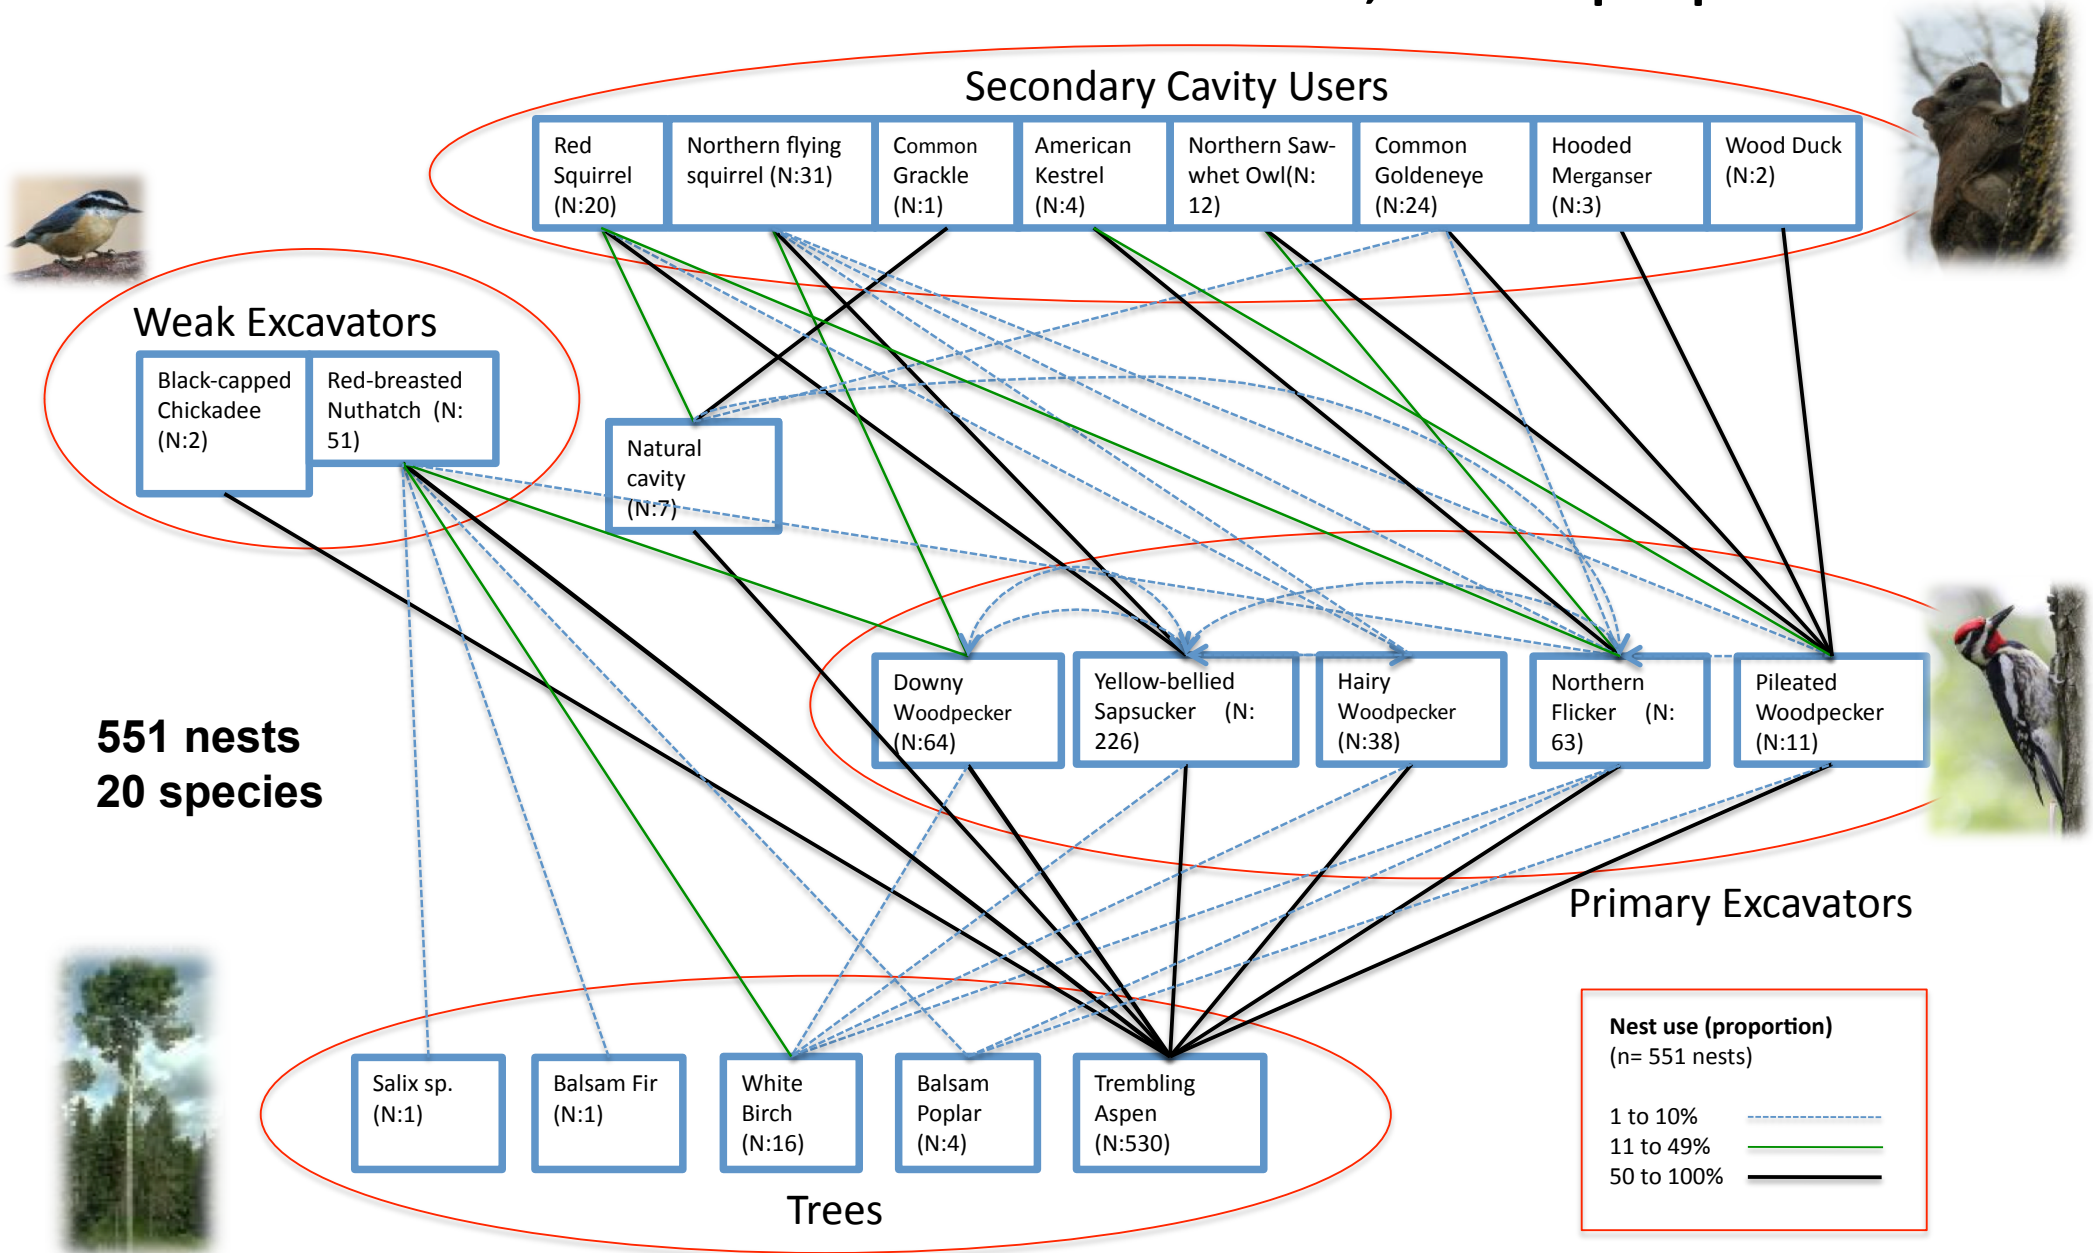 Secondary Cavity Users
Red
Squirrel
(N:20)
Northern flying
squirrel (N:31)
Common
Grackle
(N:1)
American
Kestrel
(N:4)
Northern Saw-
whet Owl(N:
12)
Common
Goldeneye
(N:24)
Hooded
Merganser
(N:3)
Wood Duck
(N:2)
Weak Excavators
Black-capped
Chickadee
(N:2)
Red-breasted
Nuthatch (N:
51)
Natural
cavity
(N:7)
Downy
Woodpecker
(N:64)
Yellow-bellied
Sapsucker (N:
226)
Hairy
Woodpecker
(N:38)
Northern
Flicker (N:
63)
Pileated
Woodpecker
(N:11)
551 nests
20 species
Primary Excavators
Salix sp.
(N:1)
Balsam Fir
(N:1)
White
Birch
(N:16)
Balsam
Poplar
(N:4)
Trembling
Aspen
(N:530)
Trees
Nest use (proportion)
(n= 551 nests)
1 to 10%
11 to 49%
50 to 100%